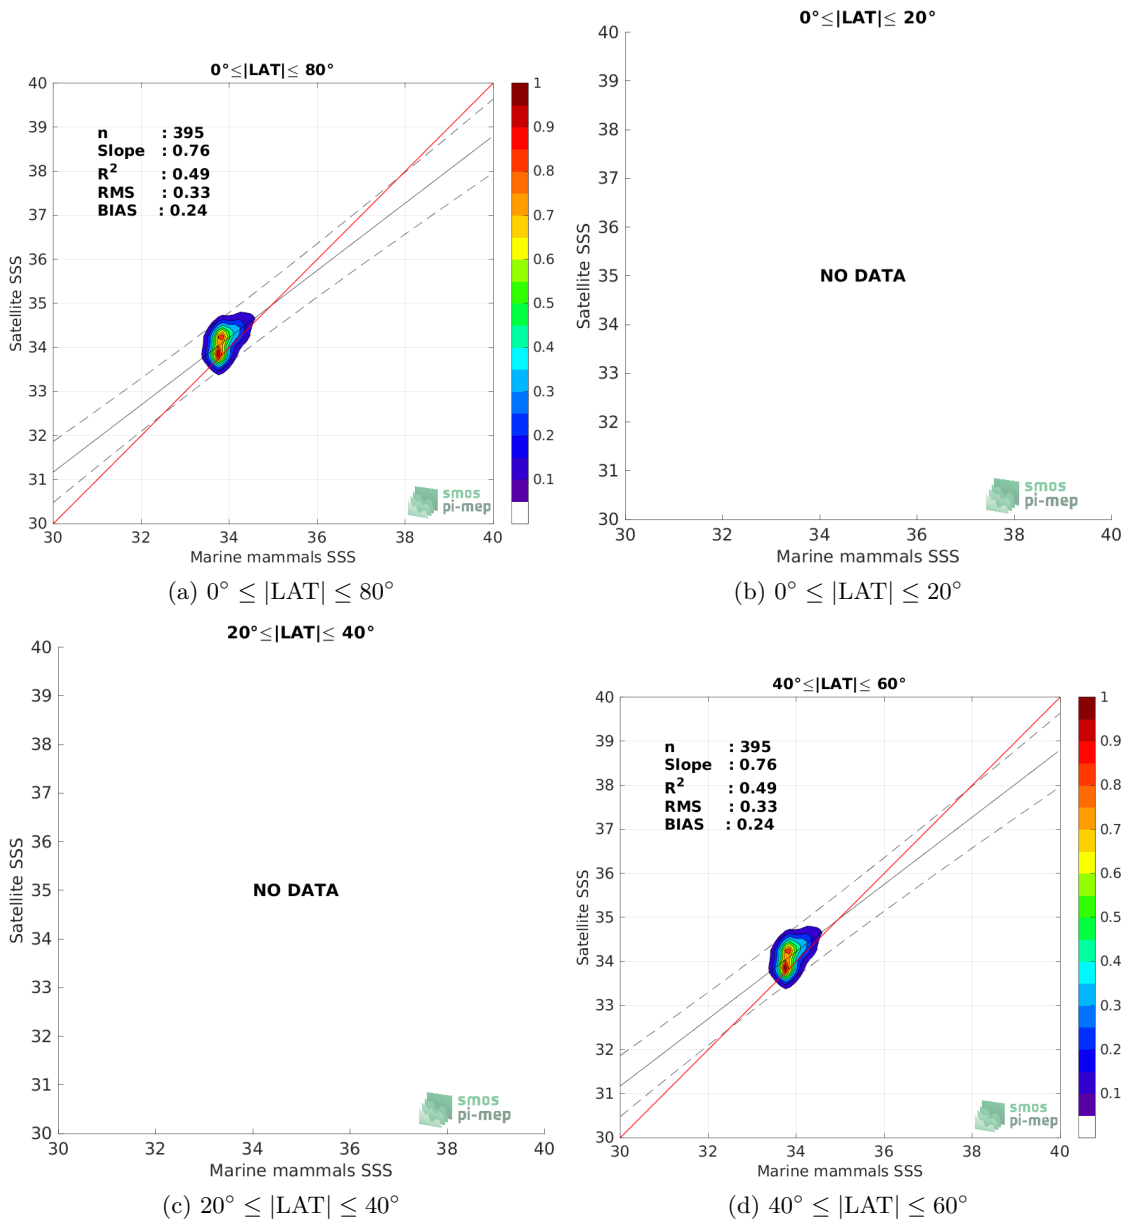 0°≤|LAT|≤ 80°
40
39
38
37
36
35
34
33
32
31
30
Satellite SSS
n : 395
Slope : 0.76
R2 : 0.49
RMS : 0.33
BIAS : 0.24
smos
pi-mep
30 32 34 36 38 40
Marine mammals SSS
1
0.9
0.8
0.7
0.6
0.5
0.4
0.3
0.2
0.1
(a) 0° ≤ |LAT| ≤ 80°
0°≤|LAT|≤ 20°
40
39
38
37
36
35
34
33
32
31
30
Satellite SSS
NO DATA
smos
pi-mep
30 32 34 36 38 40
Marine mammals SSS
(b) 0° ≤ |LAT| ≤ 20°
20°≤|LAT|≤ 40°
40
39
38
37
36
35
34
33
32
31
30
Satellite SSS
NO DATA
smos
pi-mep
30 32 34 36 38 40
Marine mammals SSS
(c) 20° ≤ |LAT| ≤ 40°
40°≤|LAT|≤ 60°
40
39
38
37
36
35
34
33
32
31
30
Satellite SSS
n : 395
Slope : 0.76
R2 : 0.49
RMS : 0.33
BIAS : 0.24
smos
pi-mep
30 32 34 36 38 40
Marine mammals SSS
1
0.9
0.8
0.7
0.6
0.5
0.4
0.3
0.2
0.1
(d) 40° ≤ |LAT| ≤ 60°